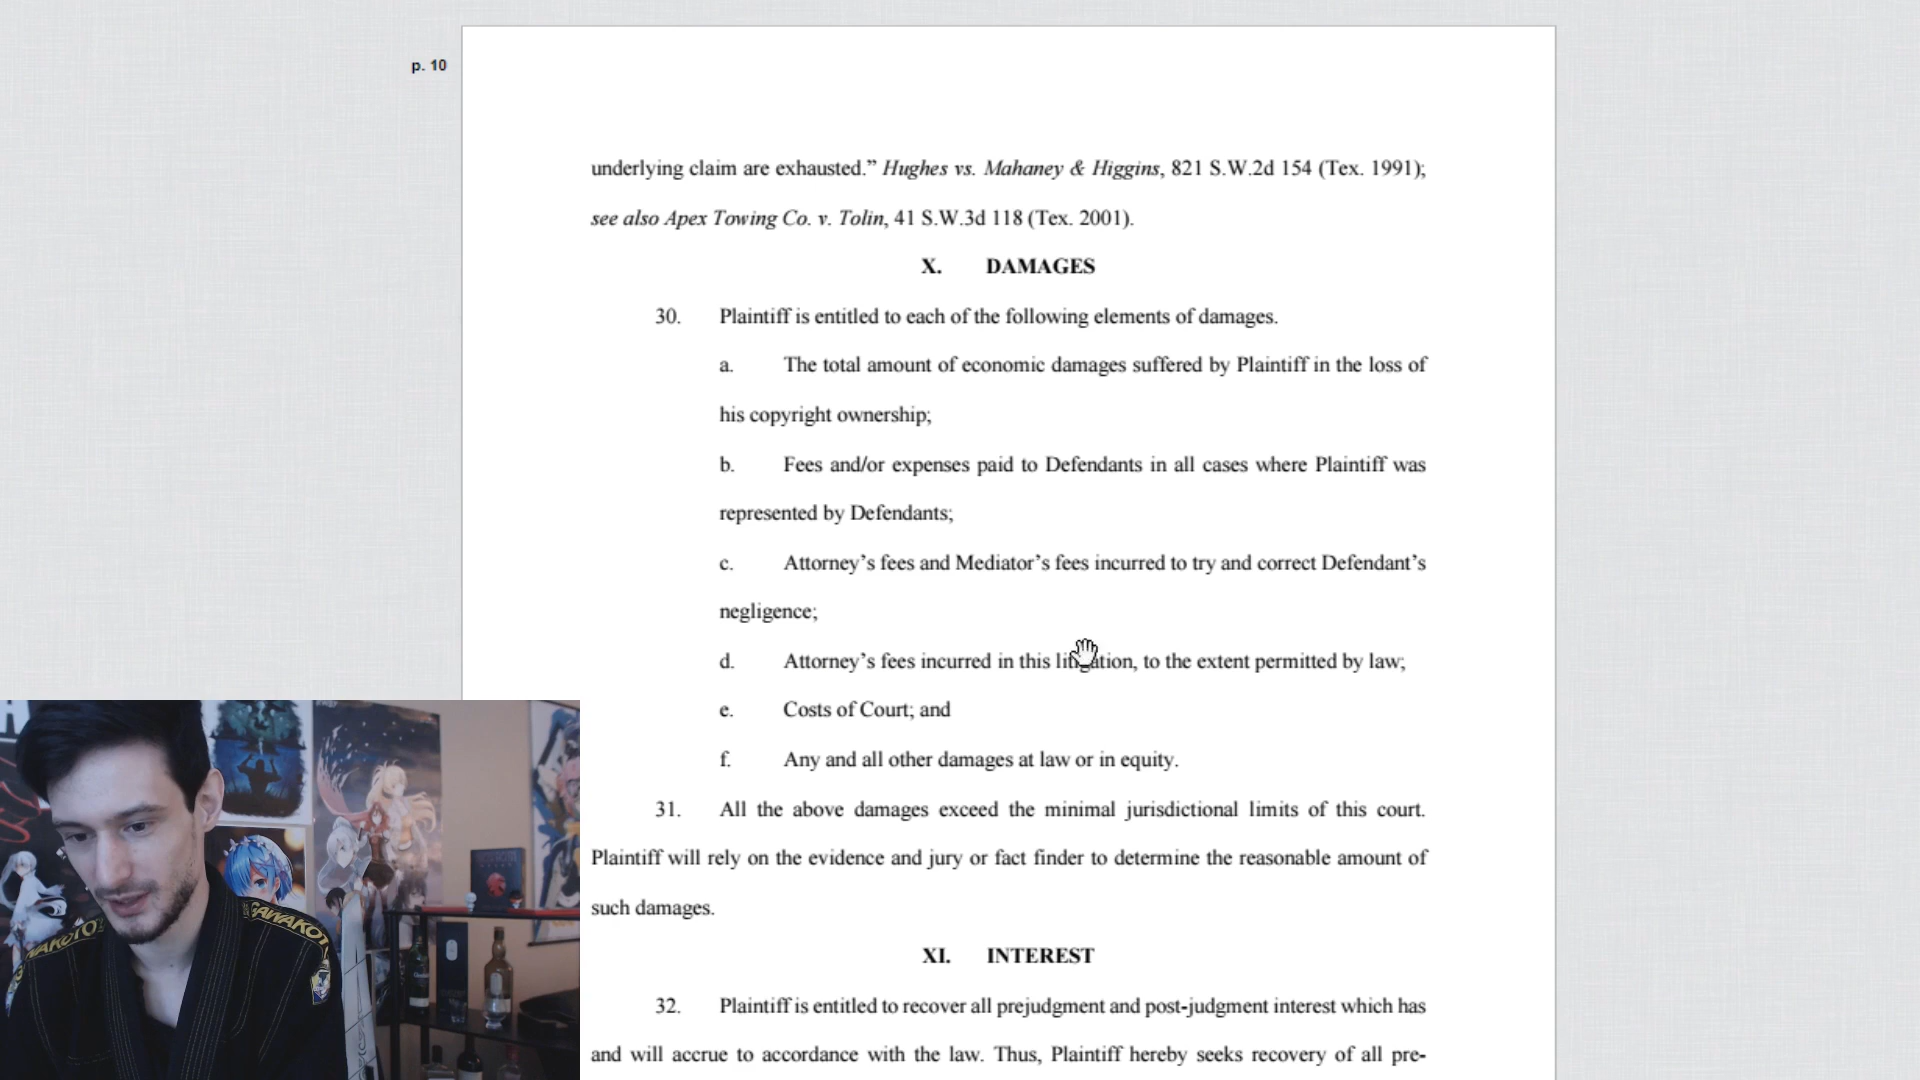 p. 10
underlying claim are exhausted.” Hughes vs. Mahaney & Higgins, 821 S.W.2d 154 (Tex. 1991);
see also Apex Towing Co. v. Tolin, 41 S.W.3d 118 (Tex. 2001).
X. DAMAGES
30. Plaintiff is entitled to each of the following elements of damages.
a. The total amount of economic damages suffered by Plaintiff in the loss of
his copyright ownership;
b. Fees and/or expenses paid to Defendants in all cases where Plaintiff was
represented by Defendants;
c. Attorney’s fees and Mediator’s fees incurred to try and correct Defendant’s
negligence;
d. Attorney’s fees incurred in this litigation, to the extent permitted by law;
e. Costs of Court; and
f. Any and all other damages at law or in equity.
31. All the above damages exceed the minimal jurisdictional limits of this court.
Plaintiff will rely on the evidence and jury or fact finder to determine the reasonable amount of
such damages.
XI. INTEREST
32. Plaintiff is entitled to recover all prejudgment and post-judgment interest which has
and will accrue to accordance with the law. Thus, Plaintiff hereby seeks recovery of all pre-